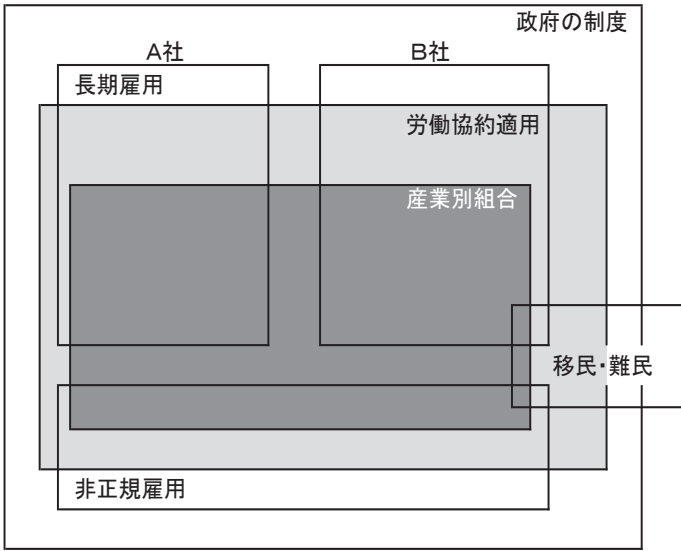 政府の制度
A社
B社
長期雇用
労働協約適用
産業別組合
移民・難民
非正規雇用